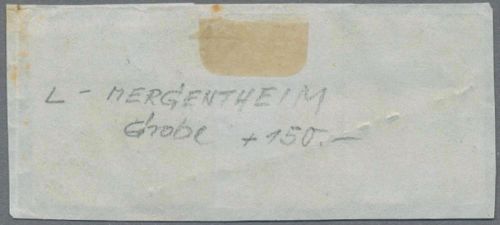 L - MERGENTHEIM
Grobe +150.-